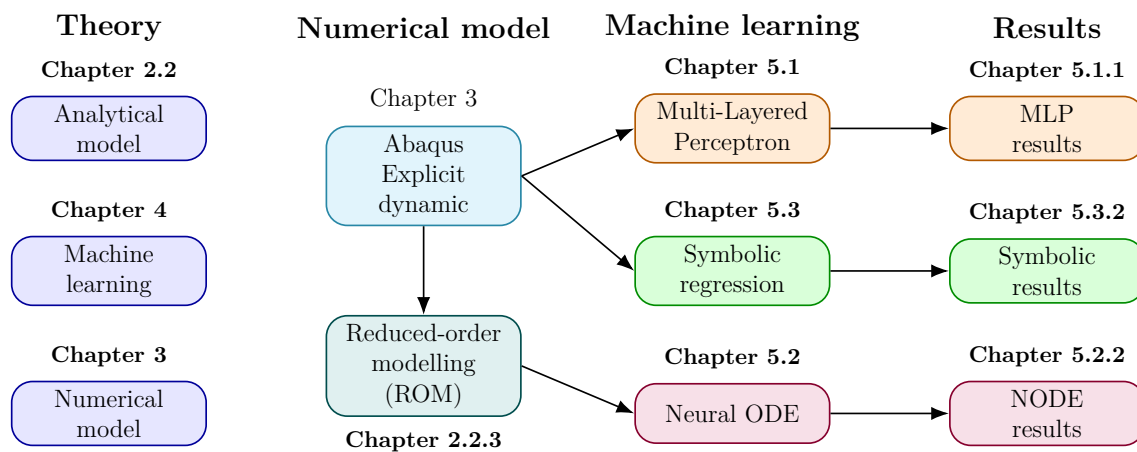 Theory
Numerical model
Machine learning
Results
Chapter 2.2
Analytical
model
Chapter 4
Machine
learning
Chapter 3
Numerical
model
Chapter 3
Abaqus
Explicit
dynamic
Reduced-order
modelling
(ROM)
Chapter 2.2.3
Chapter 5.1
Multi-Layered
Perceptron
Chapter 5.3
Symbolic
regression
Chapter 5.2
Neural ODE
Chapter 5.1.1
MLP
results
Chapter 5.3.2
Symbolic
results
Chapter 5.2.2
NODE
results